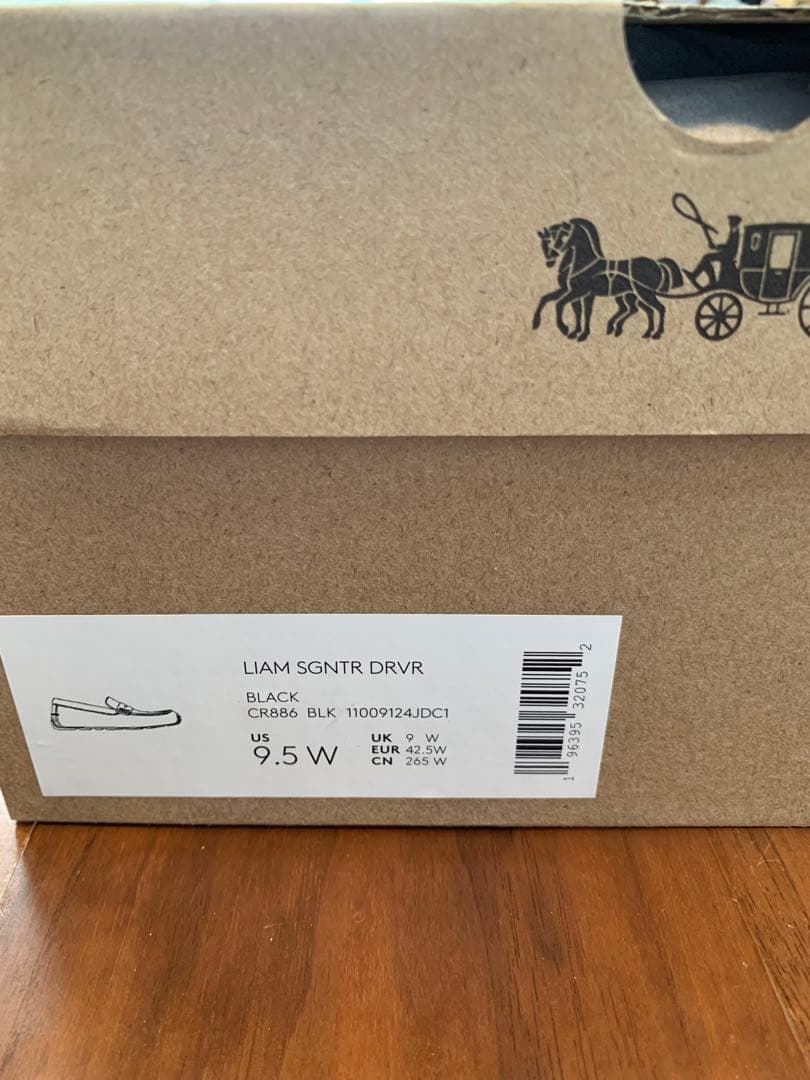 LIAM SGNTR DRVR
BLACK
CR886 BLK 11009124JDC1
US
9.5 W
UK 9 W
EUR 42.5W
CN 265 W
1 96395 32075 2